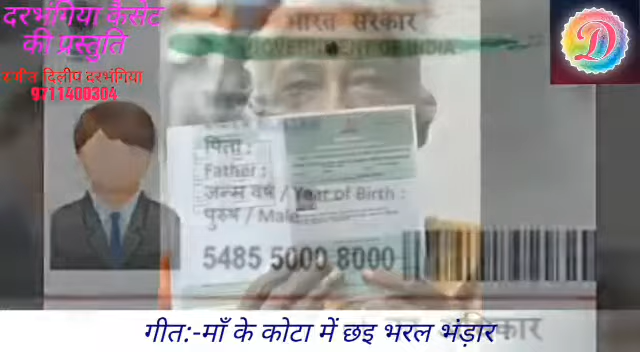 दरभंगिया कैसेट
की प्रस्तुति
संगीत दिलीप दरभंगिया
9711400304
D
भारत सरकार
GOVERNMENT OF INDIA
पिता :
Father :
जन्म वर्ष / Year of Birth :
पुरुष / Male
5485 5000 8000
गीत:-माँ के कोटा में छइ भरल भंड़ार